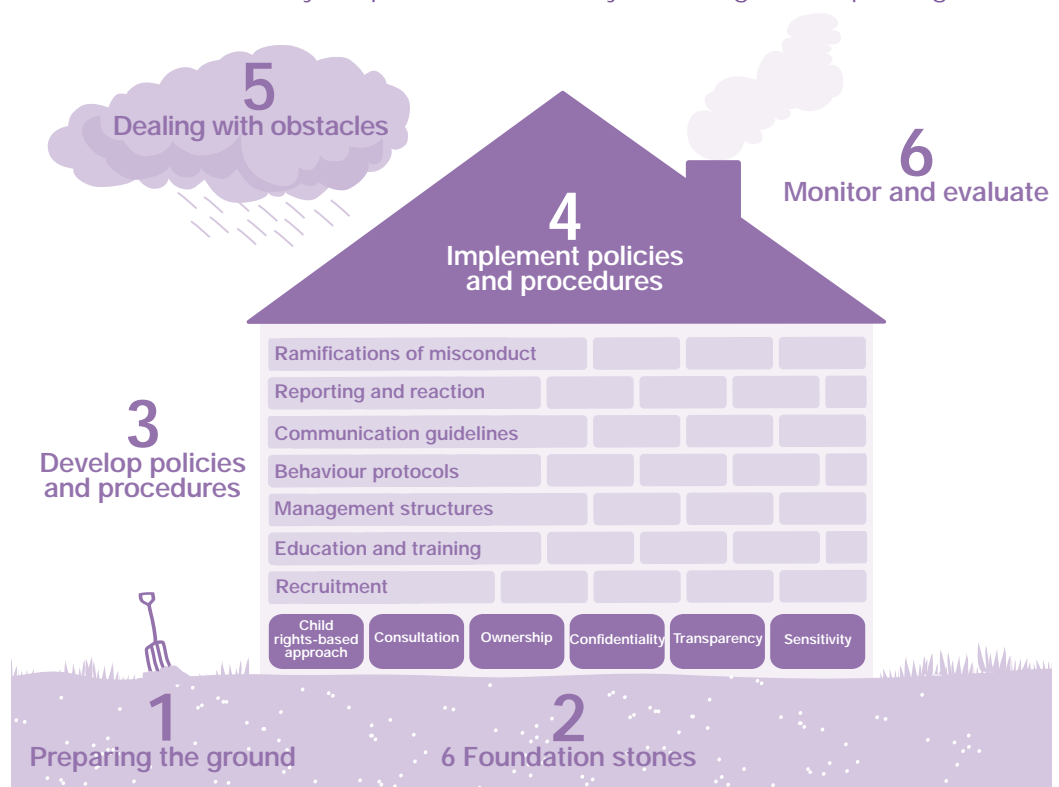 5
Dealing with obstacles
6
Monitor and evaluate
4
Implement policies
and procedures
Ramifications of misconduct
Reporting and reaction
Communication guidelines
Behaviour protocols
Management structures
Education and training
Recruitment
3
Develop policies
and procedures
Child
rights-based
approach
Consultation
Ownership
Confidentiality
Transparency
Sensitivity
1
Preparing the ground
2
6 Foundation stones